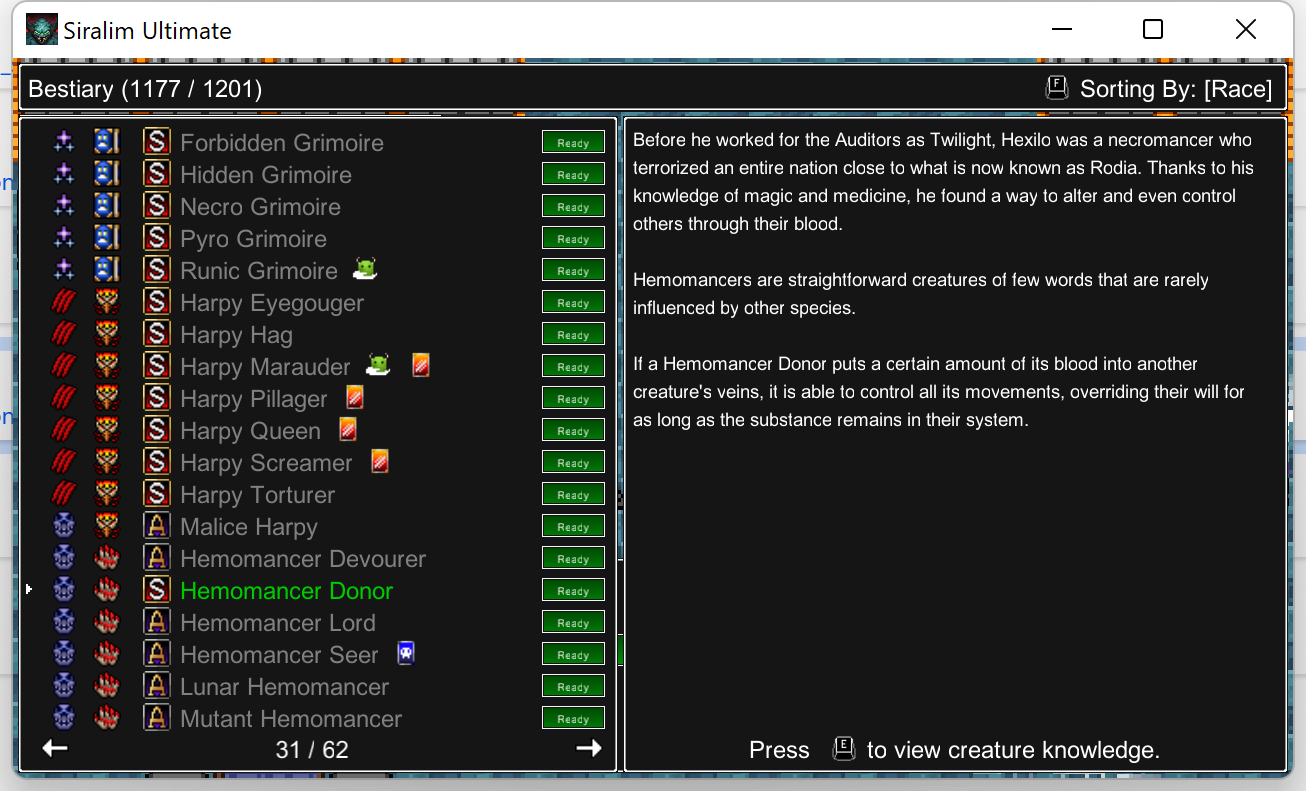 Siralim Ultimate
Bestiary (1177 / 1201)
F Sorting By: [Race]
S Forbidden Grimoire Ready
S Hidden Grimoire Ready
S Necro Grimoire Ready
S Pyro Grimoire Ready
S Runic Grimoire Ready
S Harpy Eyegouger Ready
S Harpy Hag Ready
S Harpy Marauder Ready
S Harpy Pillager Ready
S Harpy Queen Ready
S Harpy Screamer Ready
S Harpy Torturer Ready
A Malice Harpy Ready
A Hemomancer Devourer Ready
S Hemomancer Donor Ready
A Hemomancer Lord Ready
A Hemomancer Seer Ready
A Lunar Hemomancer Ready
A Mutant Hemomancer Ready
31 / 62
Before he worked for the Auditors as Twilight, Hexilo was a necromancer who
terrorized an entire nation close to what is now known as Rodia. Thanks to his
knowledge of magic and medicine, he found a way to alter and even control
others through their blood.
Hemomancers are straightforward creatures of few words that are rarely
influenced by other species.
If a Hemomancer Donor puts a certain amount of its blood into another
creature's veins, it is able to control all its movements, overriding their will for
as long as the substance remains in their system.
Press E to view creature knowledge.